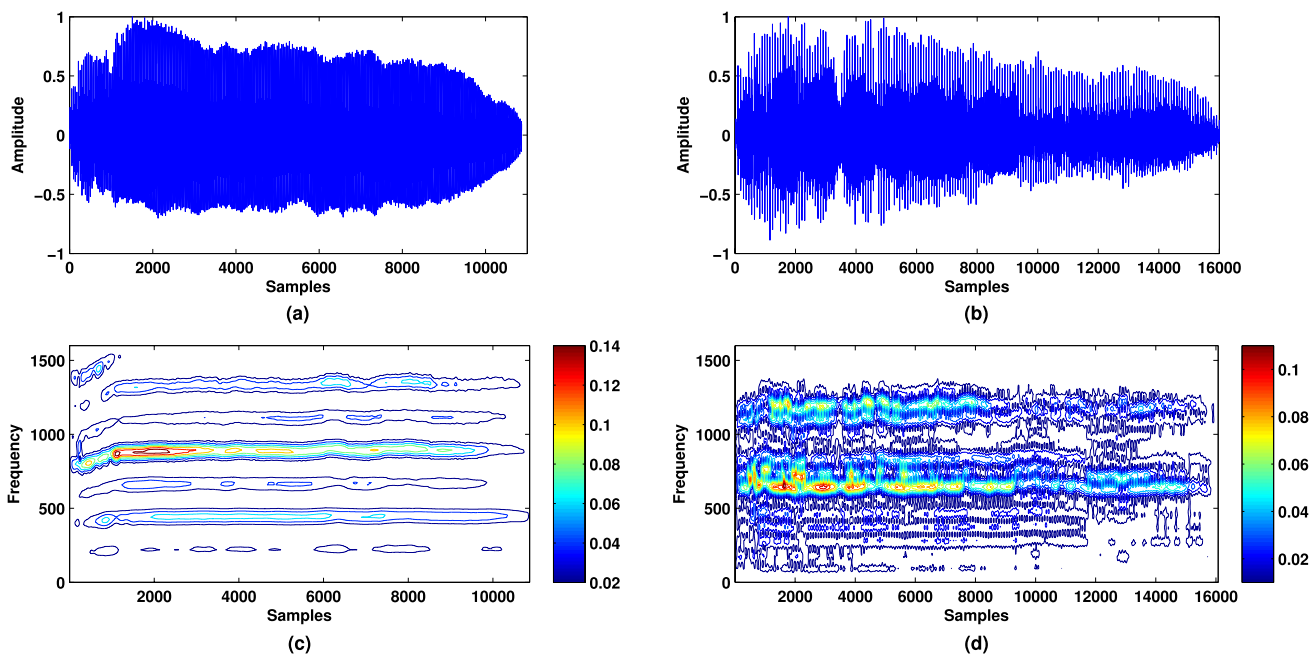 1
0.5
0
−0.5
−1
Amplitude
0 2000 4000 6000 8000 10000
Samples
(a)
1
0.5
0
−0.5
−1
Amplitude
0 2000 4000 6000 8000 10000 12000 14000 16000
Samples
(b)
1500
1000
500
0
Frequency
2000 4000 6000 8000 10000
Samples
0.14
0.12
0.1
0.08
0.06
0.04
0.02
(c)
1500
1000
500
0
Frequency
2000 4000 6000 8000 10000 12000 14000 16000
Samples
0.1
0.08
0.06
0.04
0.02
(d)